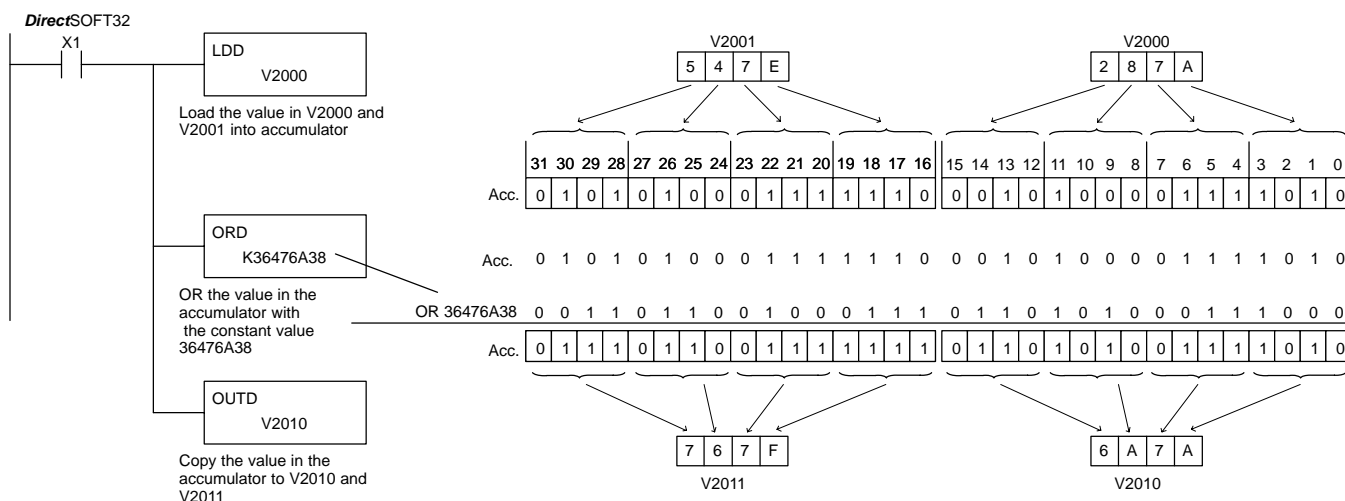 DirectSOFT32
X1
LDD
V2000
Load the value in V2000 and
V2001 into accumulator
ORD
K36476A38
OR the value in the
accumulator with
the constant value
36476A38
OUTD
V2010
Copy the value in the
accumulator to V2010 and
V2011
V2001 V2000
5 4 7 E 2 8 7 A
31 30 29 28 27 26 25 24 23 22 21 20 19 18 17 16 15 14 13 12 11 10 9 8 7 6 5 4 3 2 1 0
Acc. 0 1 0 1 0 1 0 0 0 1 1 1 1 1 1 0 0 0 1 0 1 0 0 0 0 1 1 1 1 0 1 0
Acc. 0 1 0 1 0 1 0 0 0 1 1 1 1 1 1 0 0 0 1 0 1 0 0 0 0 1 1 1 1 0 1 0
OR 36476A38 0 0 1 1 0 1 1 0 0 1 0 0 0 1 1 1 0 1 1 0 1 0 1 0 0 0 1 1 1 0 0 0
Acc. 0 1 1 1 0 1 1 0 0 1 1 1 1 1 1 1 0 1 1 0 1 0 1 0 0 1 1 1 1 0 1 0
7 6 7 F 6 A 7 A
V2011 V2010